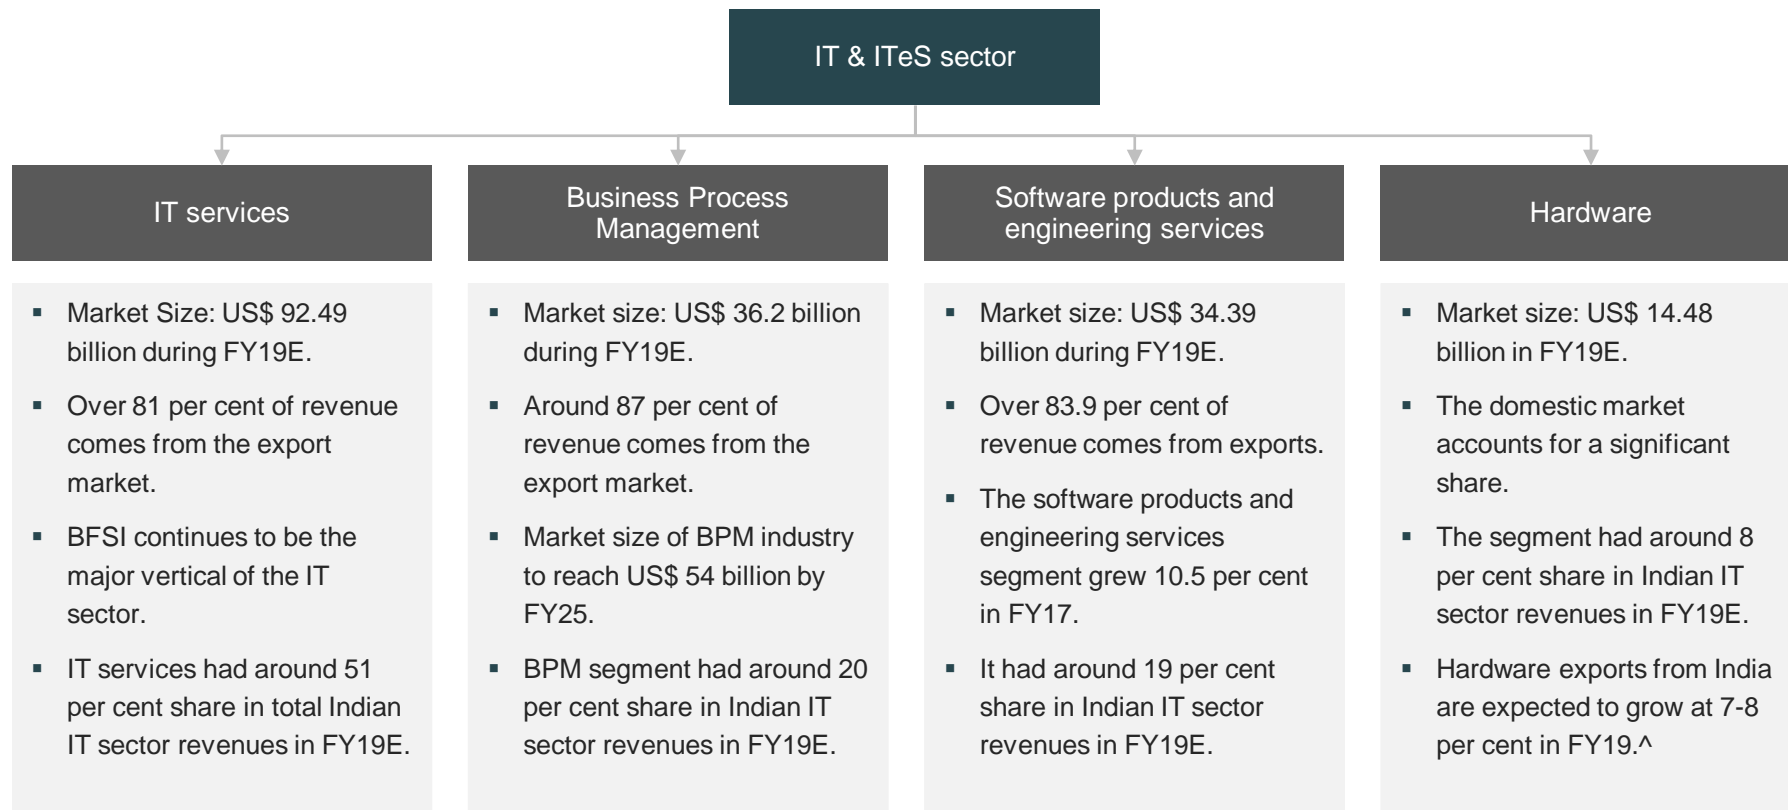 IT & ITeS sector
IT services
Market Size: US$ 92.49
billion during FY19E.
Over 81 per cent of revenue
comes from the export
market.
BFSI continues to be the
major vertical of the IT
sector.
IT services had around 51
per cent share in total Indian
IT sector revenues in FY19E.
Business Process
Management
Market size: US$ 36.2 billion
during FY19E.
Around 87 per cent of
revenue comes from the
export market.
Market size of BPM industry
to reach US$ 54 billion by
FY25.
BPM segment had around 20
per cent share in Indian IT
sector revenues in FY19E.
Software products and
engineering services
Market size: US$ 34.39
billion during FY19E.
Over 83.9 per cent of
revenue comes from exports.
The software products and
engineering services
segment grew 10.5 per cent
in FY17.
It had around 19 per cent
share in Indian IT sector
revenues in FY19E.
Hardware
Market size: US$ 14.48
billion in FY19E.
The domestic market
accounts for a significant
share.
The segment had around 8
per cent share in Indian IT
sector revenues in FY19E.
Hardware exports from India
are expected to grow at 7-8
per cent in FY19.^